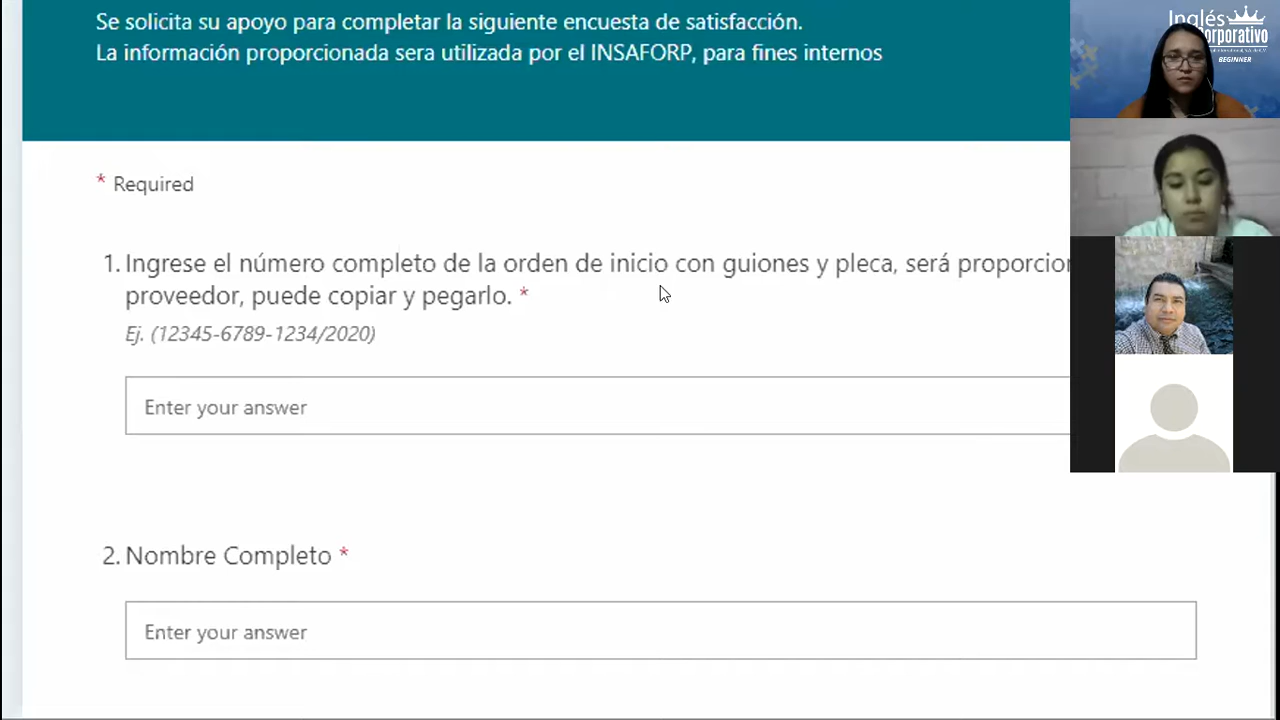 Se solicita su apoyo para completar la siguiente encuesta de satisfacción.
La información proporcionada sera utilizada por el INSAFORP, para fines internos
* Required
1. Ingrese el número completo de la orden de inicio con guiones y pleca, será proporcion
proveedor, puede copiar y pegarlo. *
Ej. (12345-6789-1234/2020)
Enter your answer
2. Nombre Completo *
Enter your answer
Inglés
orporativo
BEGINNER